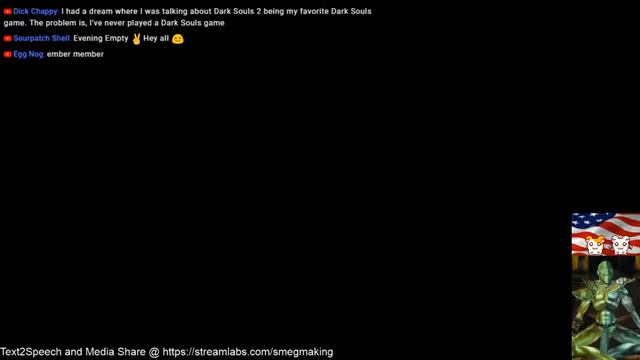 Dick Chappy: I had a dream where I was talking about Dark Souls 2 being my favorite Dark Souls
game. The problem is, I've never played a Dark Souls game
Sourpatch Shell: Evening Empty ✌ Hey all 😊
Egg Nog: ember member
Text2Speech and Media Share @ https://streamlabs.com/smegmaking